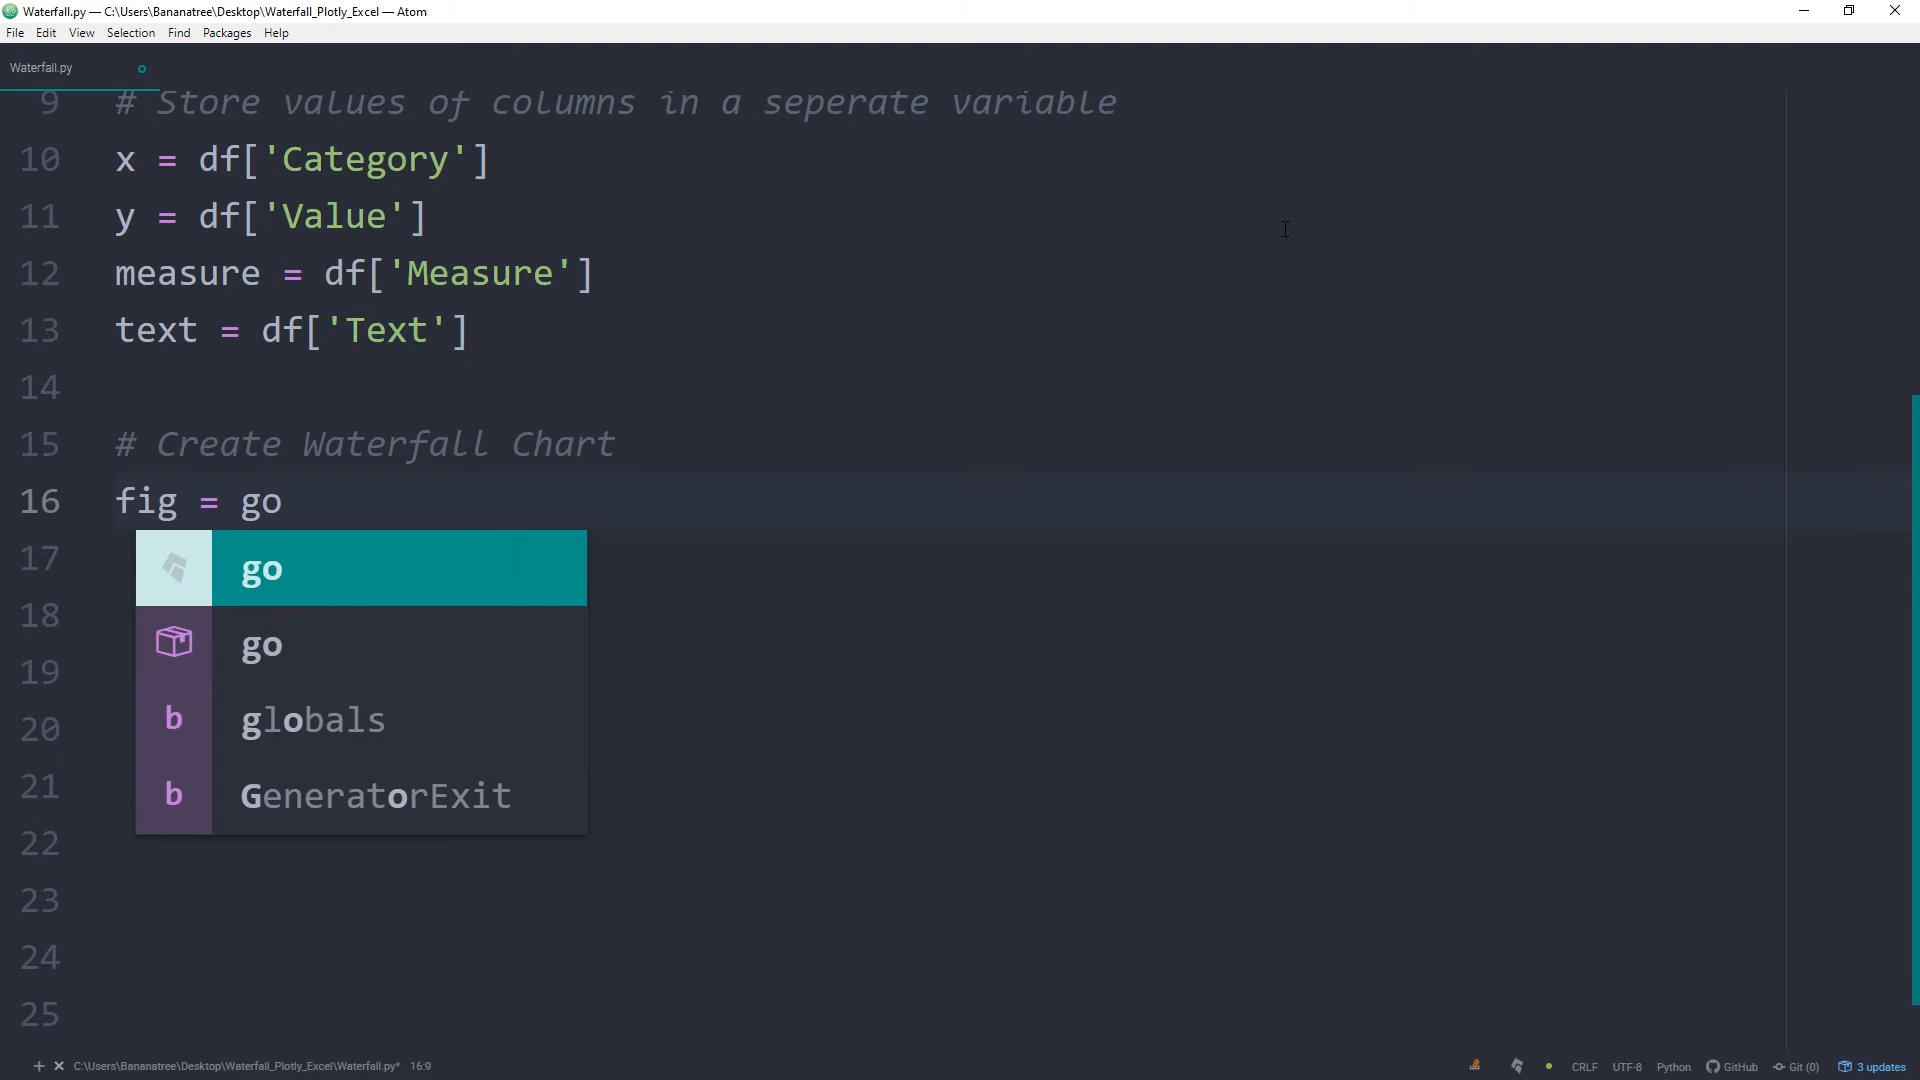 Waterfall.py — C:\Users\Bananatree\Desktop\Waterfall_Plotly_Excel — Atom
File Edit View Selection Find Packages Help
Waterfall.py
9 # Store values of columns in a seperate variable
10 x = df['Category']
11 y = df['Value']
12 measure = df['Measure']
13 text = df['Text']
14
15 # Create Waterfall Chart
16 fig = go
17 go
18
19 go
20 b globals
21 b GeneratorExit
22
23
24
25
C:\Users\Bananatree\Desktop\Waterfall_Plotly_Excel\Waterfall.py* 16:9 CRLF UTF-8 Python GitHub Git (0) 3 updates